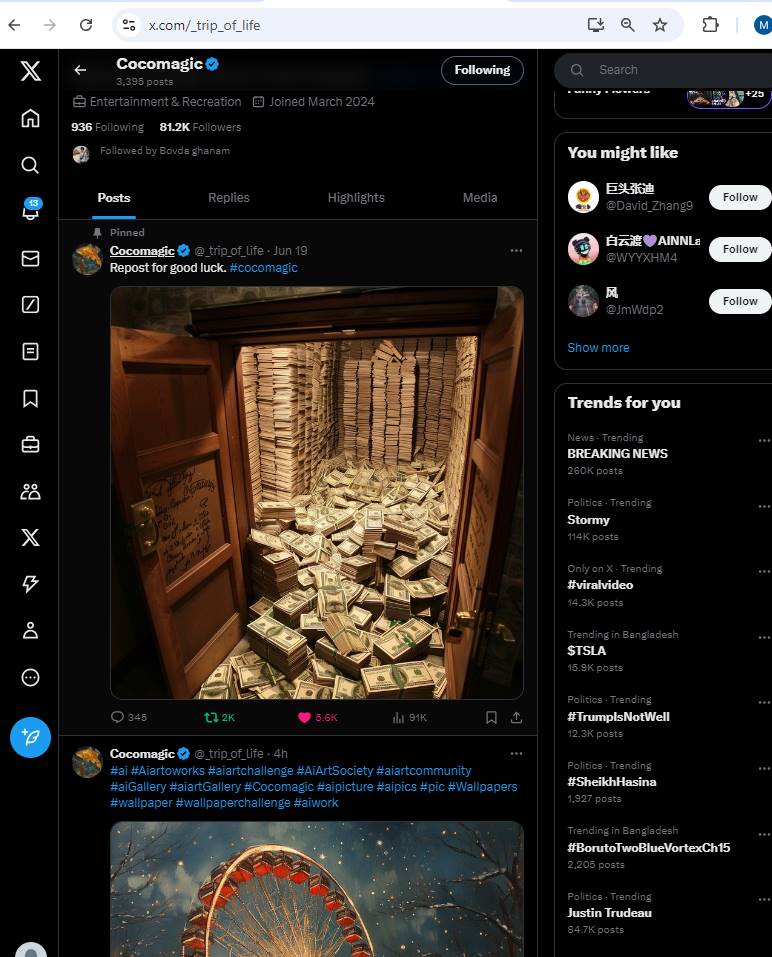 x.com/_trip_of_life
M
Cocomagic
3,395 posts
Following
Search
Entertainment & Recreation Joined March 2024
936 Following 81.2K Followers
Followed by Bovda ghanam
Posts Replies Highlights Media
13
Pinned
Cocomagic @_trip_of_life · Jun 19
Repost for good luck. #cocomagic
345 2K 5.6K 91K
Cocomagic @_trip_of_life · 4h
#ai #Aiartoworks #aiartchallenge #AiArtSociety #aiartcommunity
#aiGallery #aiartGallery #Cocomagic #aipicture #aipics #pic #Wallpapers
#wallpaper #wallpaperchallenge #aiwork
+25
You might like
巨头张迪
@David_Zhang9
Follow
白云渡💜AINNLa
@WYYXHM4
Follow
风
@JmWdp2
Follow
Show more
Trends for you
News · Trending
BREAKING NEWS
260K posts
Politics · Trending
Stormy
114K posts
Only on X · Trending
#viralvideo
14.3K posts
Trending in Bangladesh
$TSLA
15.9K posts
Politics · Trending
#TrumpIsNotWell
12.3K posts
Politics · Trending
#SheikhHasina
1,927 posts
Trending in Bangladesh
#BorutoTwoBlueVortexCh15
2,205 posts
Politics · Trending
Justin Trudeau
84.7K posts